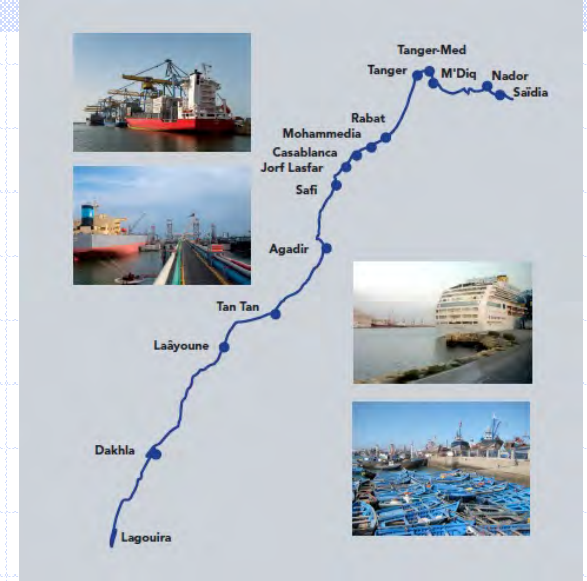 Tanger-Med
Tanger
M'Diq
Nador
Saïdia
Rabat
Mohammedia
Casablanca
Jorf Lasfar
Safi
Agadir
Tan Tan
Laâyoune
Dakhla
Lagouira